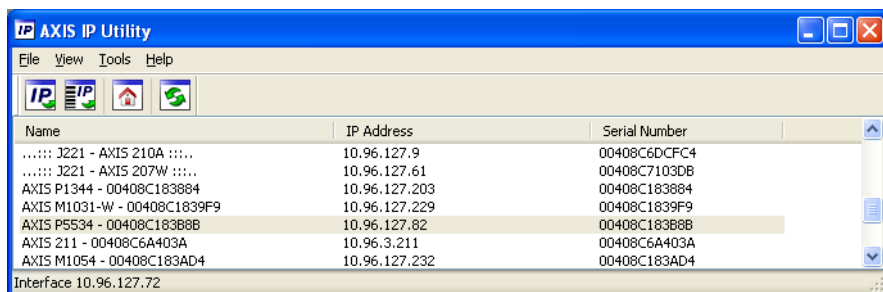 IP AXIS IP Utility
File View Tools Help
IP IP
Name IP Address Serial Number
...::: J221 - AXIS 210A :::... 10.96.127.9 00408C6DCFC4
...::: J221 - AXIS 207W :::... 10.96.127.61 00408C7103DB
AXIS P1344 - 00408C183884 10.96.127.203 00408C183884
AXIS M1031-W - 00408C1839F9 10.96.127.229 00408C1839F9
AXIS P5534 - 00408C183B8B 10.96.127.82 00408C183B8B
AXIS 211 - 00408C6A403A 10.96.3.211 00408C6A403A
AXIS M1054 - 00408C183AD4 10.96.127.232 00408C183AD4
Interface 10.96.127.72